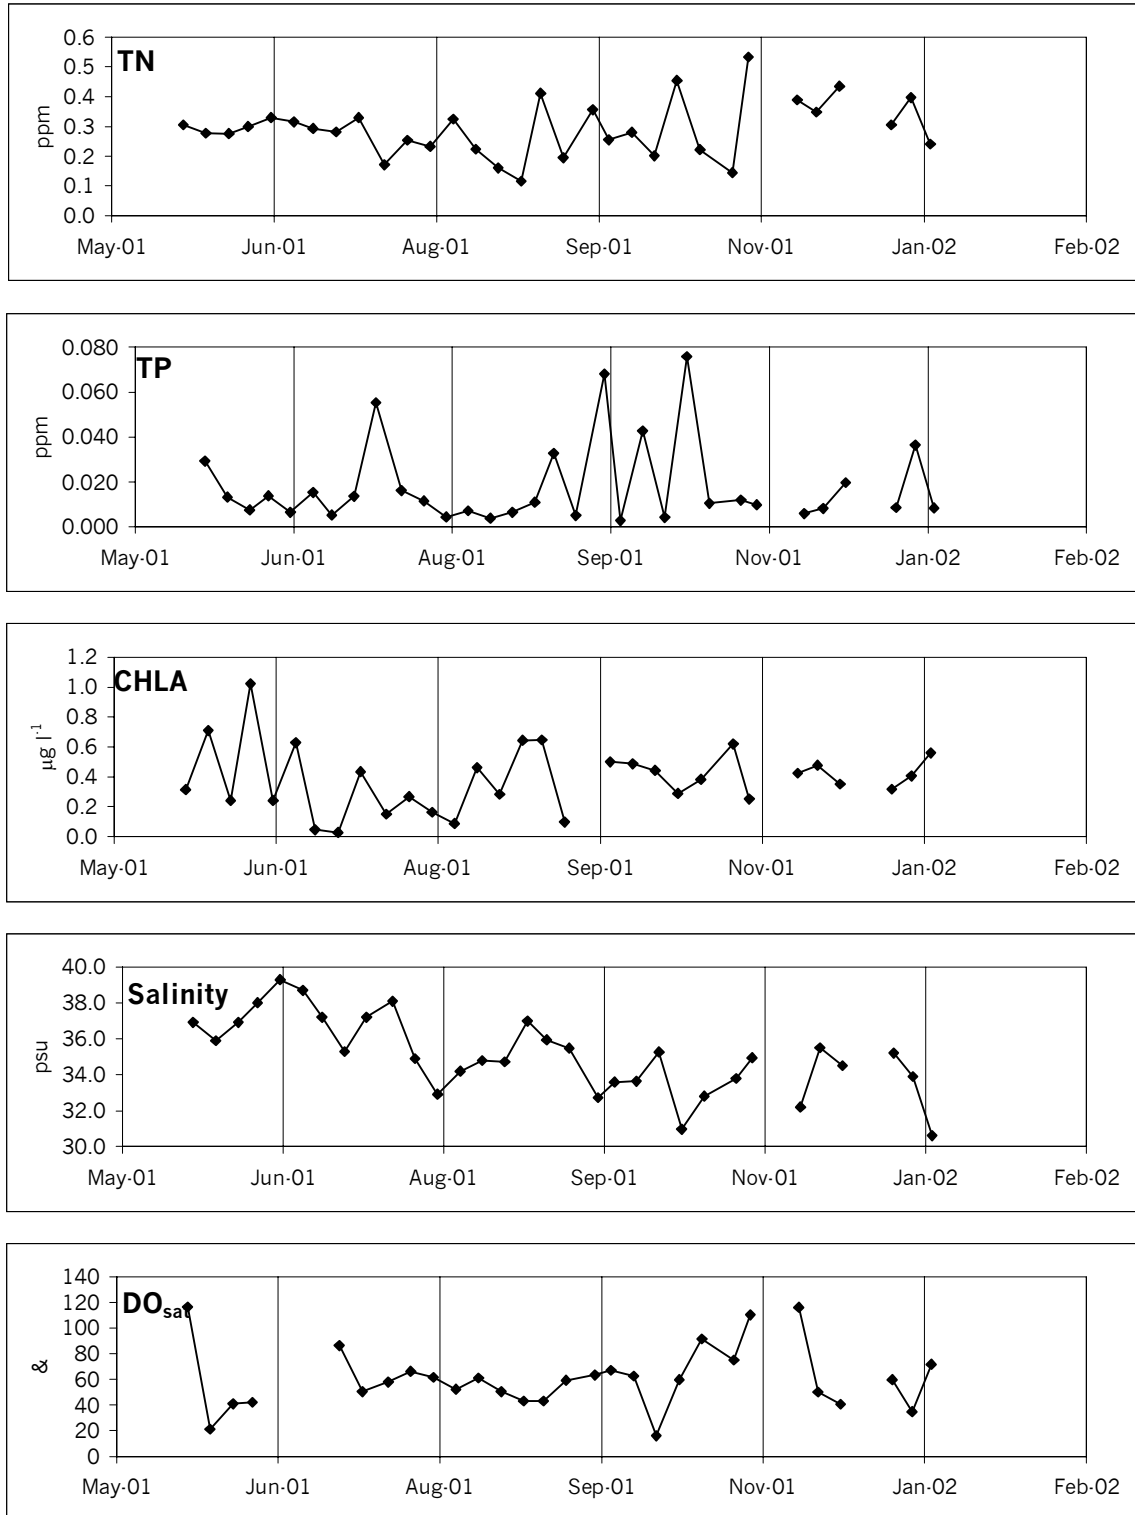 TN
ppm
0.6
0.5
0.4
0.3
0.2
0.1
0.0
May-01 Jun-01 Aug-01 Sep-01 Nov-01 Jan-02 Feb-02
TP
ppm
0.080
0.060
0.040
0.020
0.000
May-01 Jun-01 Aug-01 Sep-01 Nov-01 Jan-02 Feb-02
CHLA
µg l-1
1.2
1.0
0.8
0.6
0.4
0.2
0.0
May-01 Jun-01 Aug-01 Sep-01 Nov-01 Jan-02 Feb-02
Salinity
psu
40.0
38.0
36.0
34.0
32.0
30.0
May-01 Jun-01 Aug-01 Sep-01 Nov-01 Jan-02 Feb-02
DOsat
&
140
120
100
80
60
40
20
0
May-01 Jun-01 Aug-01 Sep-01 Nov-01 Jan-02 Feb-02